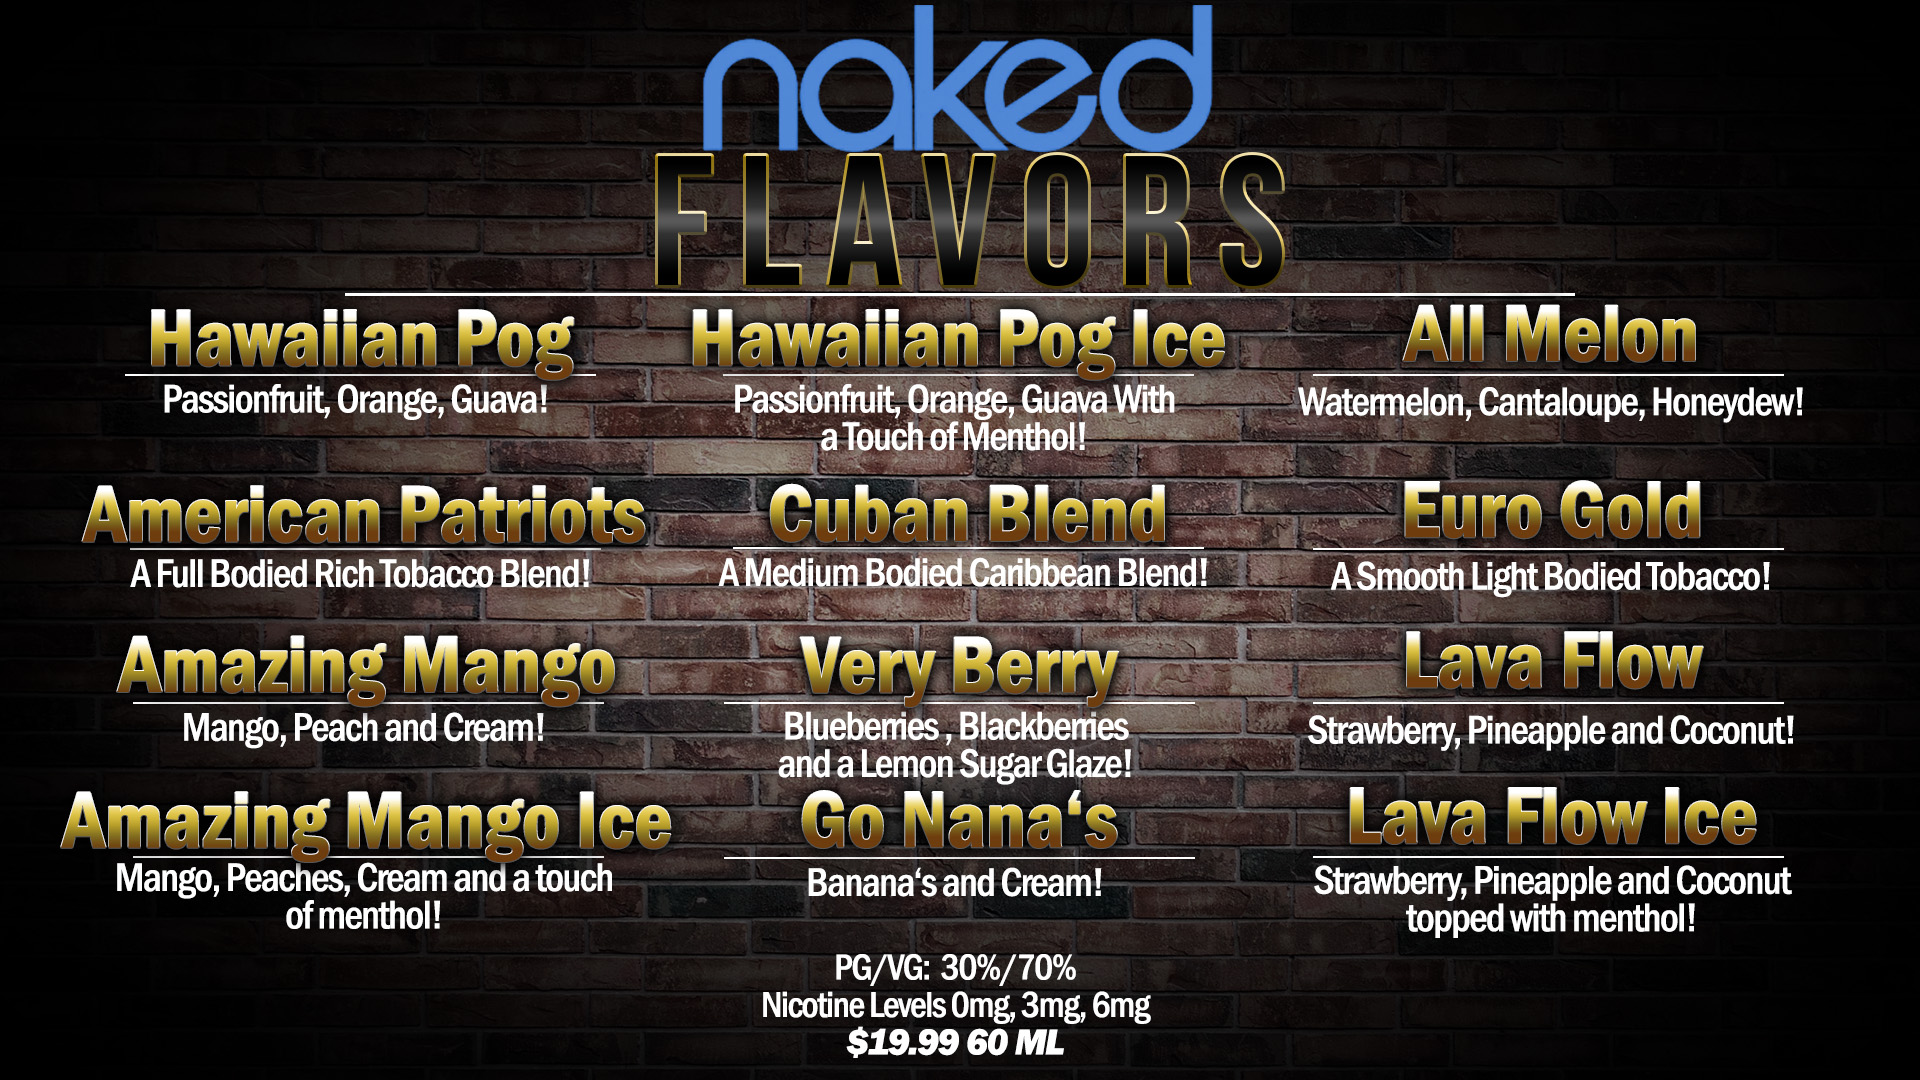 naked
FLAVORS
Hawaiian Pog
Passionfruit, Orange, Guava!
Hawaiian Pog Ice
Passionfruit, Orange, Guava With
a Touch of Menthol!
All Melon
Watermelon, Cantaloupe, Honeydew!
American Patriots
A Full Bodied Rich Tobacco Blend!
Cuban Blend
A Medium Bodied Caribbean Blend!
Euro Gold
A Smooth Light Bodied Tobacco!
Amazing Mango
Mango, Peach and Cream!
Very Berry
Blueberries , Blackberries
and a Lemon Sugar Glaze!
Lava Flow
Strawberry, Pineapple and Coconut!
Amazing Mango Ice
Mango, Peaches, Cream and a touch
of menthol!
Go Nana‘s
Banana‘s and Cream!
Lava Flow Ice
Strawberry, Pineapple and Coconut
topped with menthol!
PG/VG: 30%/70%
Nicotine Levels 0mg, 3mg, 6mg
$19.99 60 ML